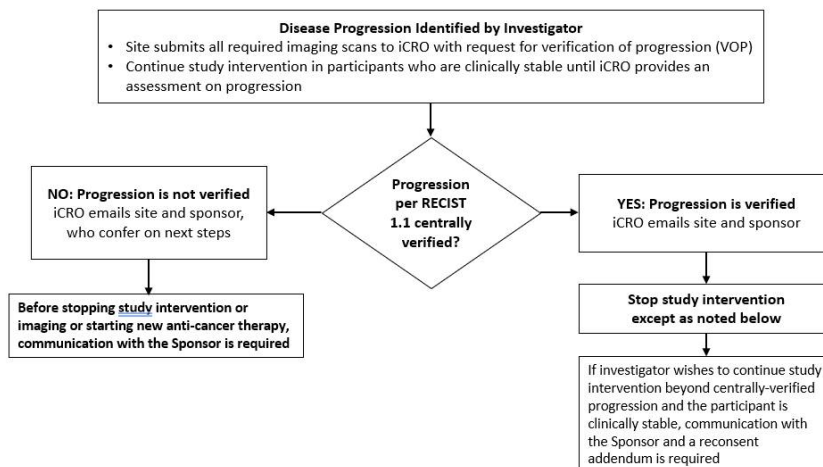 Disease Progression Identified by Investigator
• Site submits all required imaging scans to iCRO with request for verification of progression (VOP)
• Continue study intervention in participants who are clinically stable until iCRO provides an
assessment on progression
NO: Progression is not verified
iCRO emails site and sponsor,
who confer on next steps
Progression
per RECIST
1.1 centrally
verified?
YES: Progression is verified
iCRO emails site and sponsor
Before stopping study intervention or
imaging or starting new anti-cancer therapy,
communication with the Sponsor is required
Stop study intervention
except as noted below
If investigator wishes to continue study
intervention beyond centrally-verified
progression and the participant is
clinically stable, communication with
the Sponsor and a reconsent
addendum is required